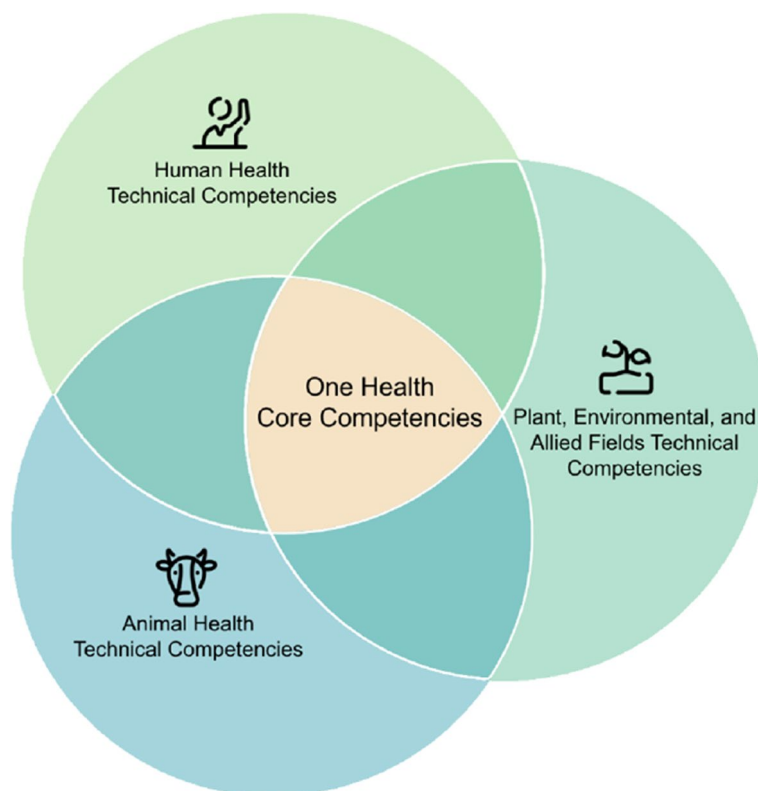 Human Health
Technical Competencies
One Health
Core Competencies
Plant, Environmental, and
Allied Fields Technical
Competencies
Animal Health
Technical Competencies